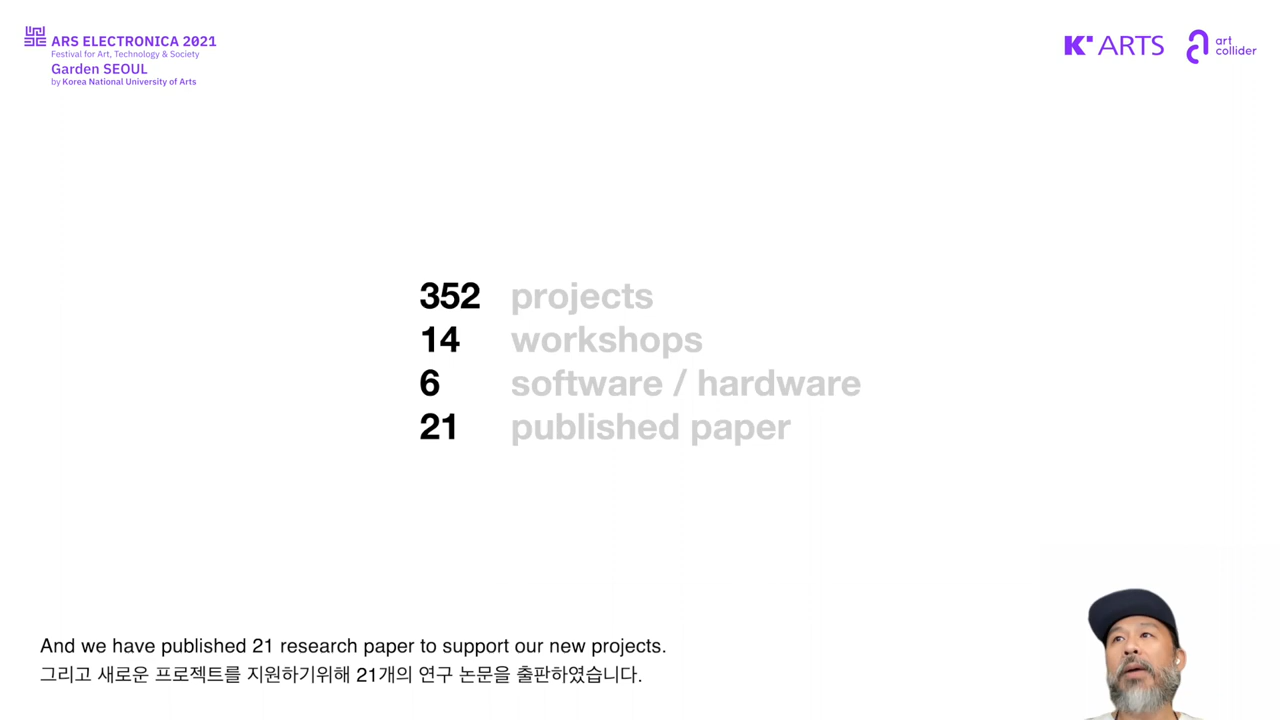 ARS ELECTRONICA 2021
Festival for Art, Technology & Society
Garden SEOUL
by Korea National University of Arts
K ARTS
art
collider
352 projects
14 workshops
6 software / hardware
21 published paper
And we have published 21 research paper to support our new projects.
그리고 새로운 프로젝트를 지원하기위해 21개의 연구 논문을 출판하였습니다.